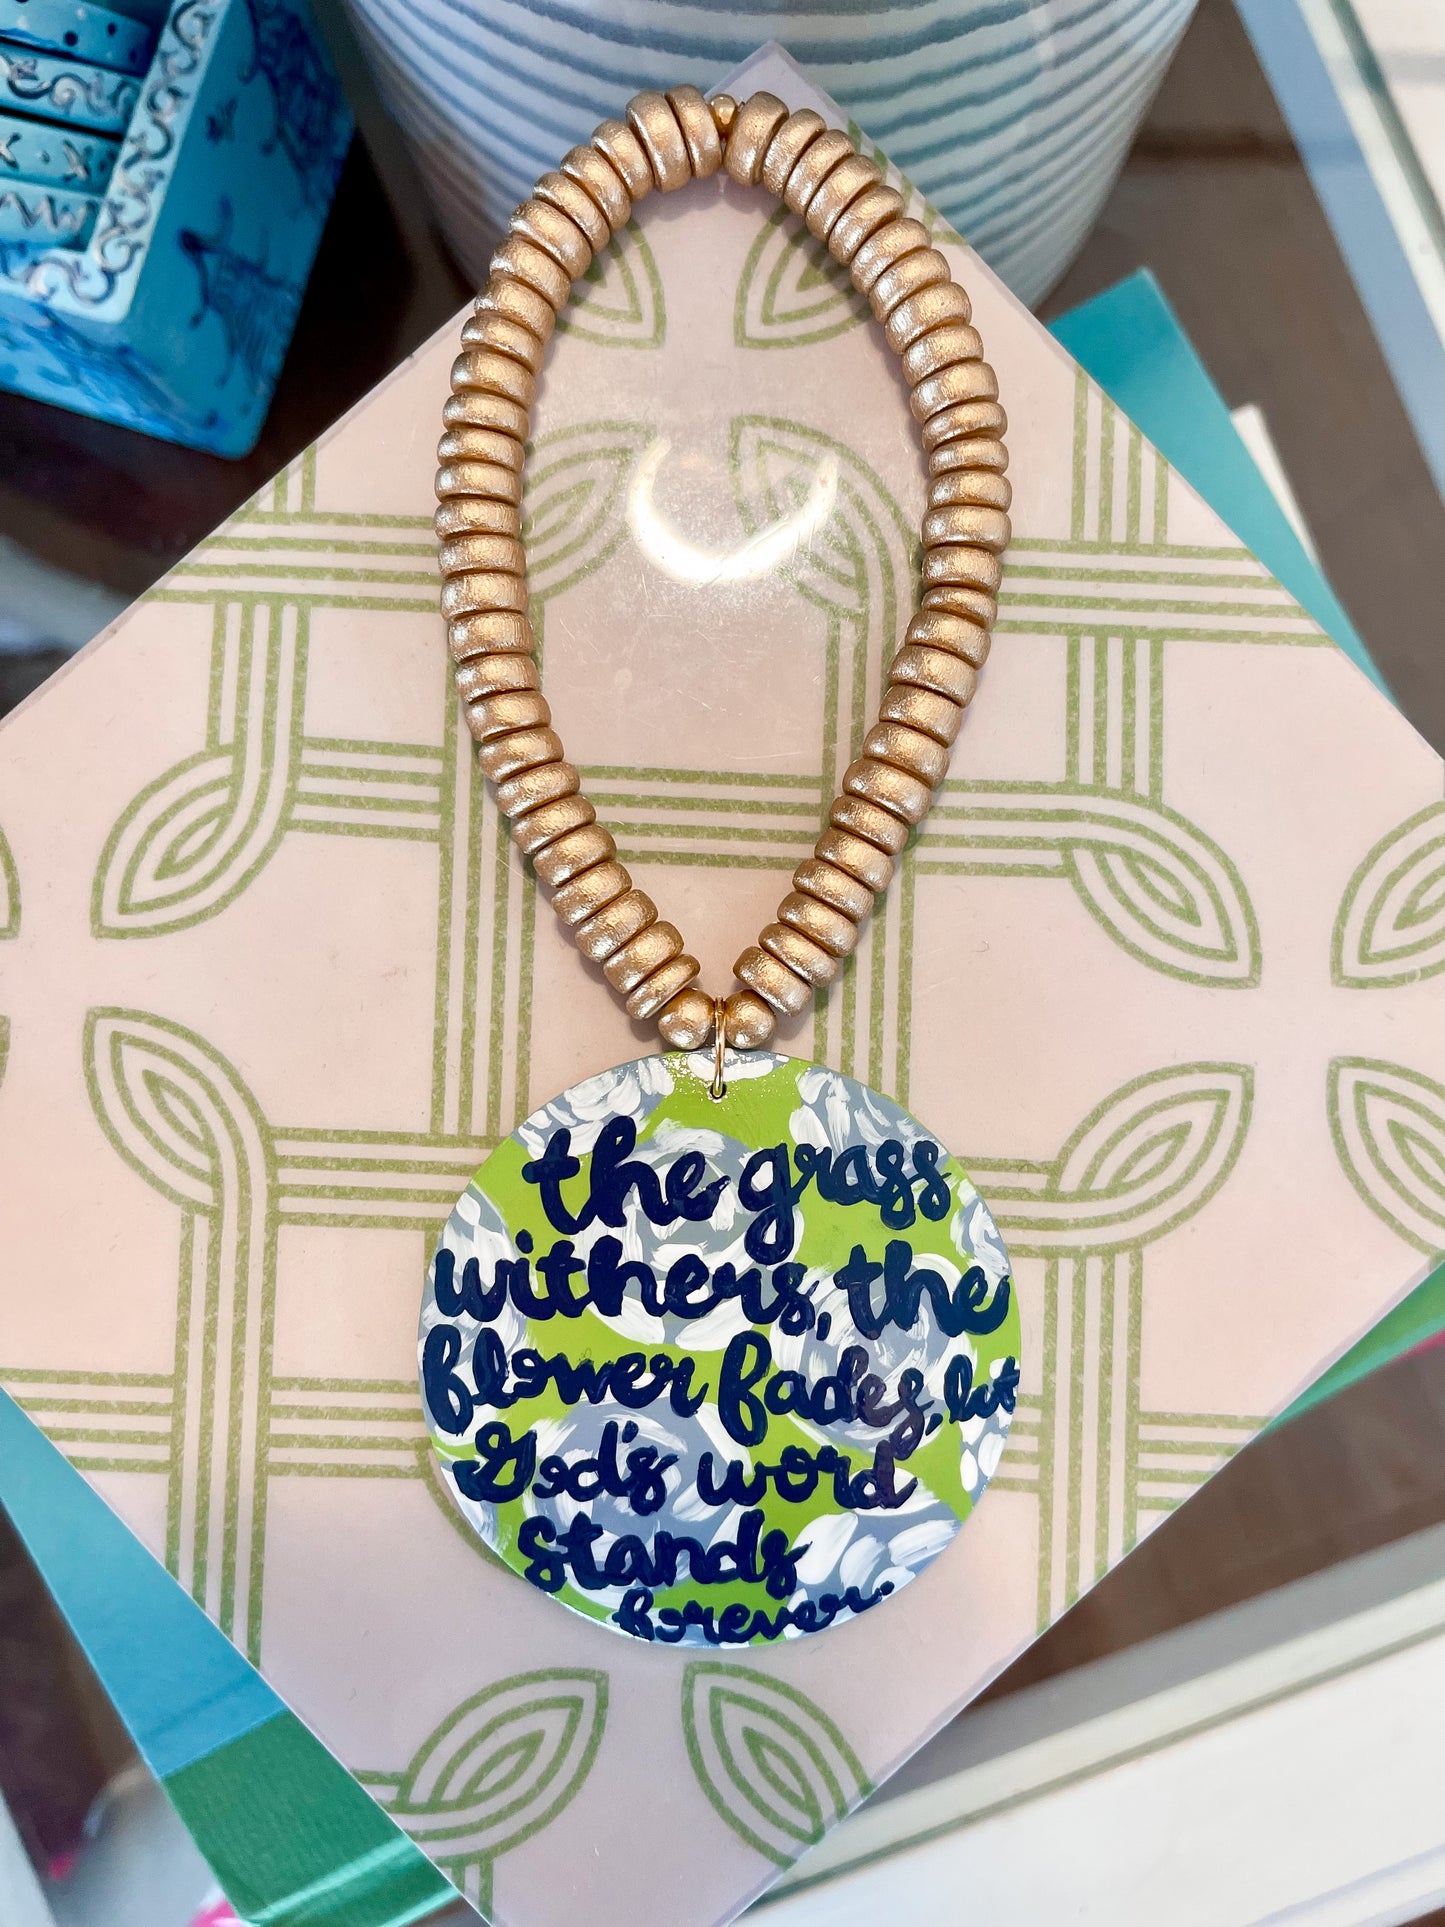 the grass
withers, the
flower fades, but
God's word
stands
forever.